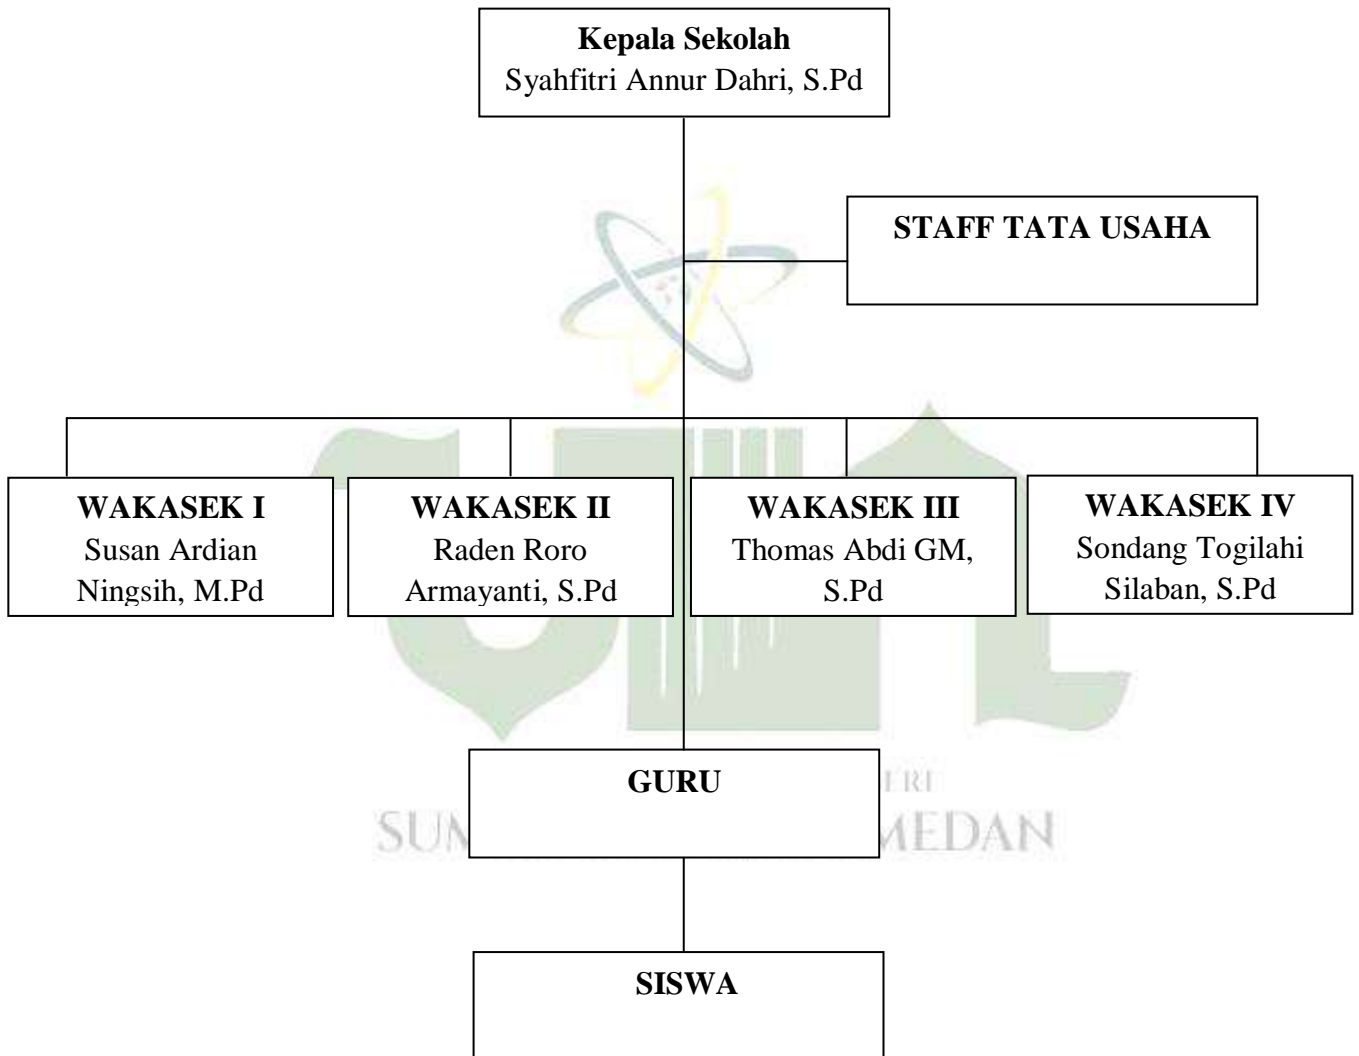 Kepala Sekolah
Syahfitri Annur Dahri, S.Pd
STAFF TATA USAHA
WAKASEK I
Susan Ardian
Ningsih, M.Pd
WAKASEK II
Raden Roro
Armayanti, S.Pd
WAKASEK III
Thomas Abdi GM,
S.Pd
WAKASEK IV
Sondang Togilahi
Silaban, S.Pd
GURU
MEDAN
SISWA